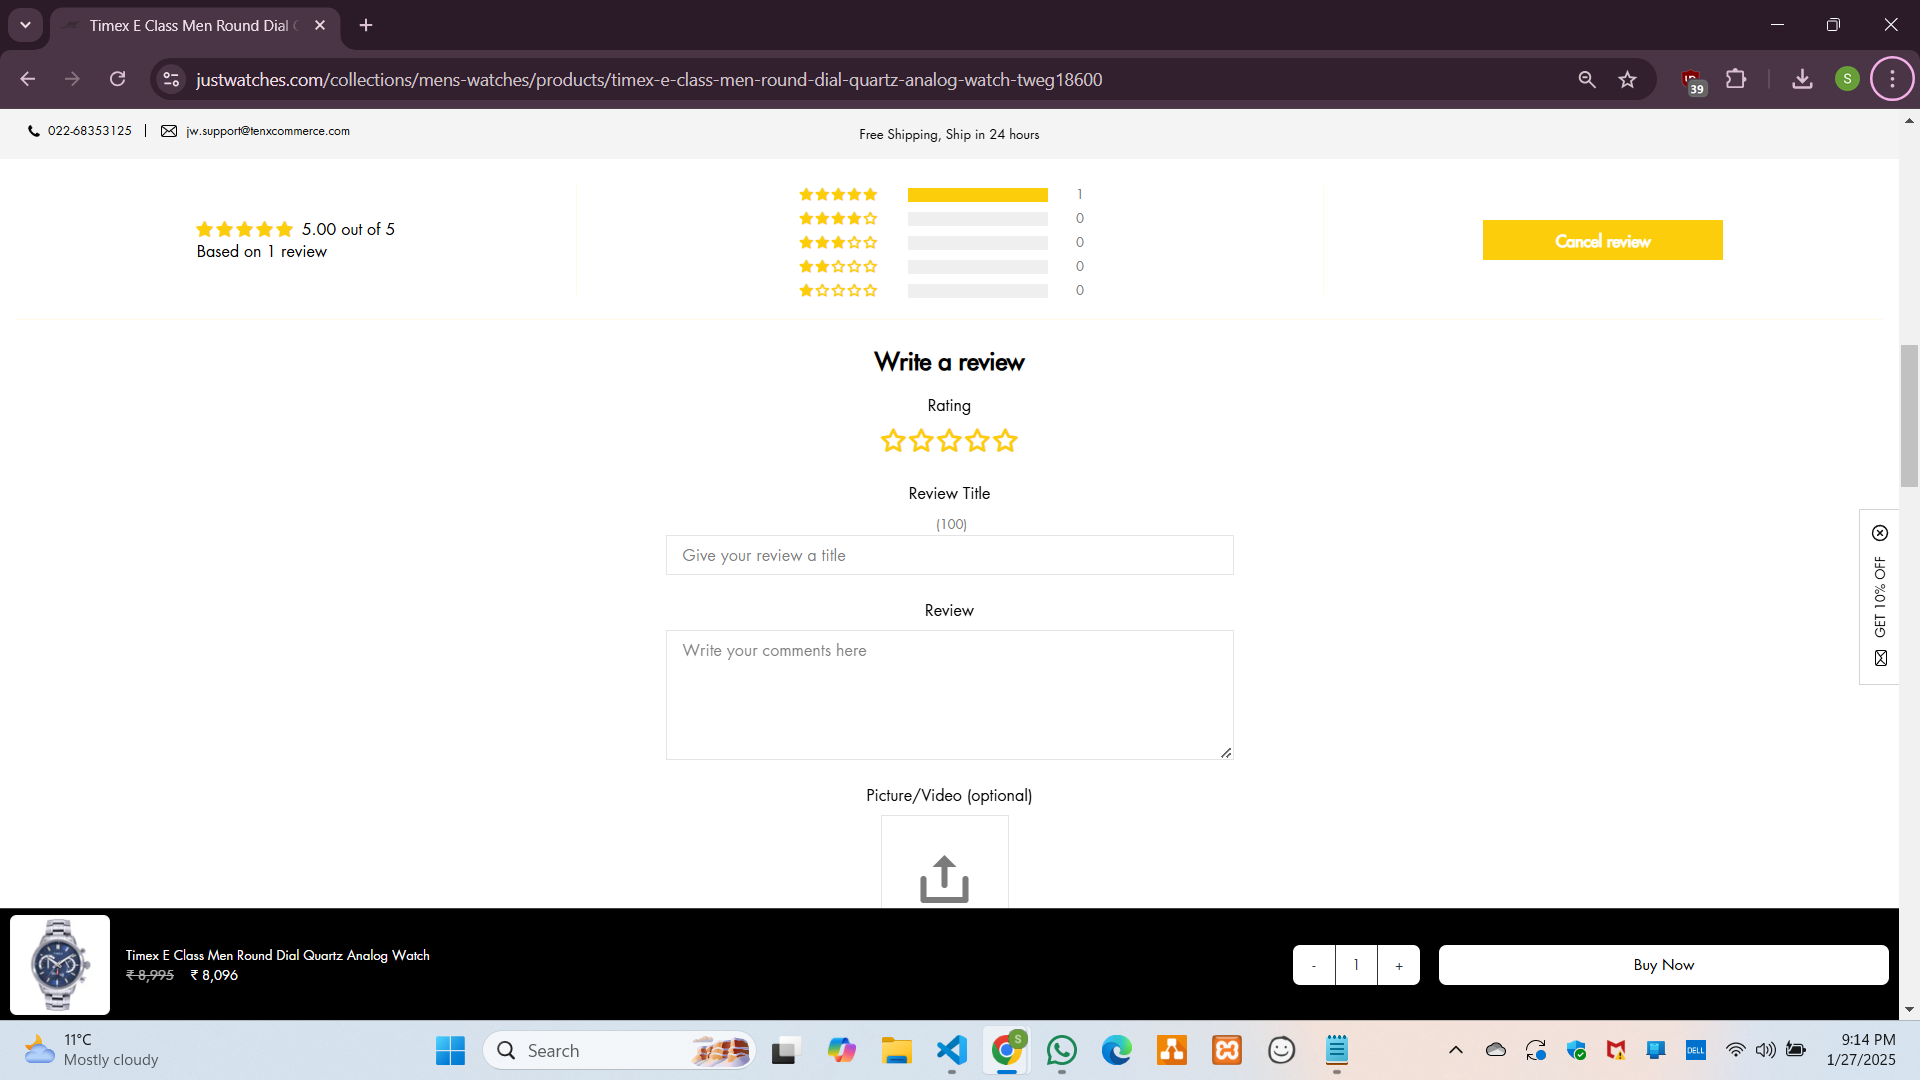 Timex E Class Men Round Dial
justwatches.com/collections/mens-watches/products/timex-e-class-men-round-dial-quartz-analog-watch-tweg18600
39
S
022-68353125 | jw.support@tenxcommerce.com
Free Shipping, Ship in 24 hours
5.00 out of 5
Based on 1 review
1
0
0
0
0
Cancel review
Write a review
Rating
Review Title
(100)
Give your review a title
Review
Write your comments here
Picture/Video (optional)
GET 10% OFF
Timex E Class Men Round Dial Quartz Analog Watch
₹ 8,995 ₹ 8,096
- 1 +
Buy Now
11°C
Mostly cloudy
Search
S
DELL
9:14 PM
1/27/2025